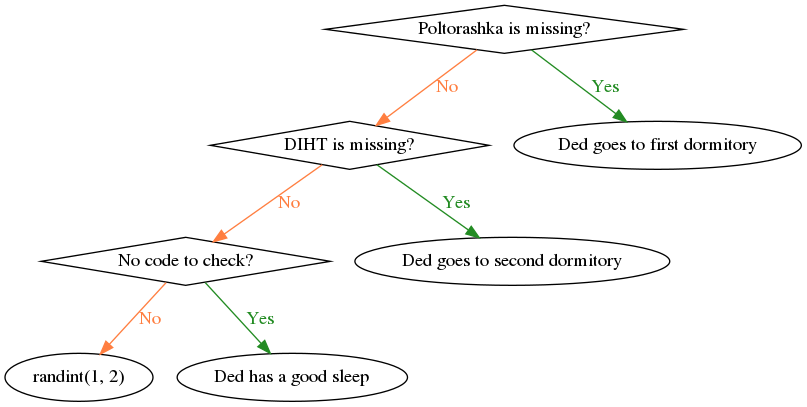 Poltorashka is missing?
No
Yes
DIHT is missing?
Ded goes to first dormitory
No
Yes
No code to check?
Ded goes to second dormitory
No
Yes
randint(1, 2)
Ded has a good sleep